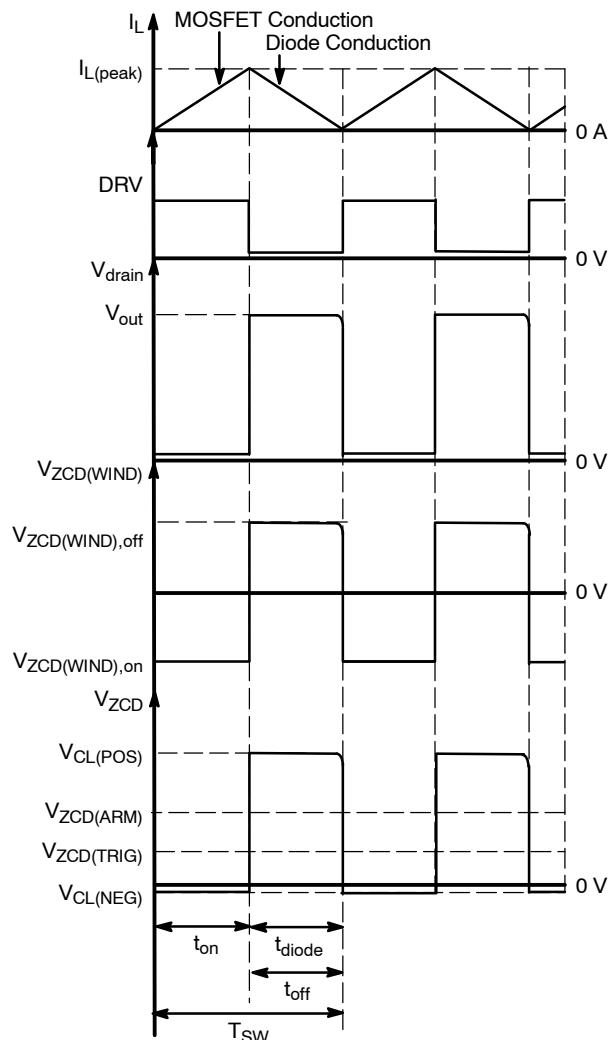 I_L
MOSFET Conduction
Diode Conduction
I_L(peak)
0 A
DRV
0 V
V_drain
V_out
0 V
V_ZCD(WIND)
V_ZCD(WIND),off
0 V
V_ZCD(WIND),on
V_ZCD
V_CL(POS)
V_ZCD(ARM)
V_ZCD(TRIG)
0 V
V_CL(NEG)
t_on
t_diode
t_off
T_SW